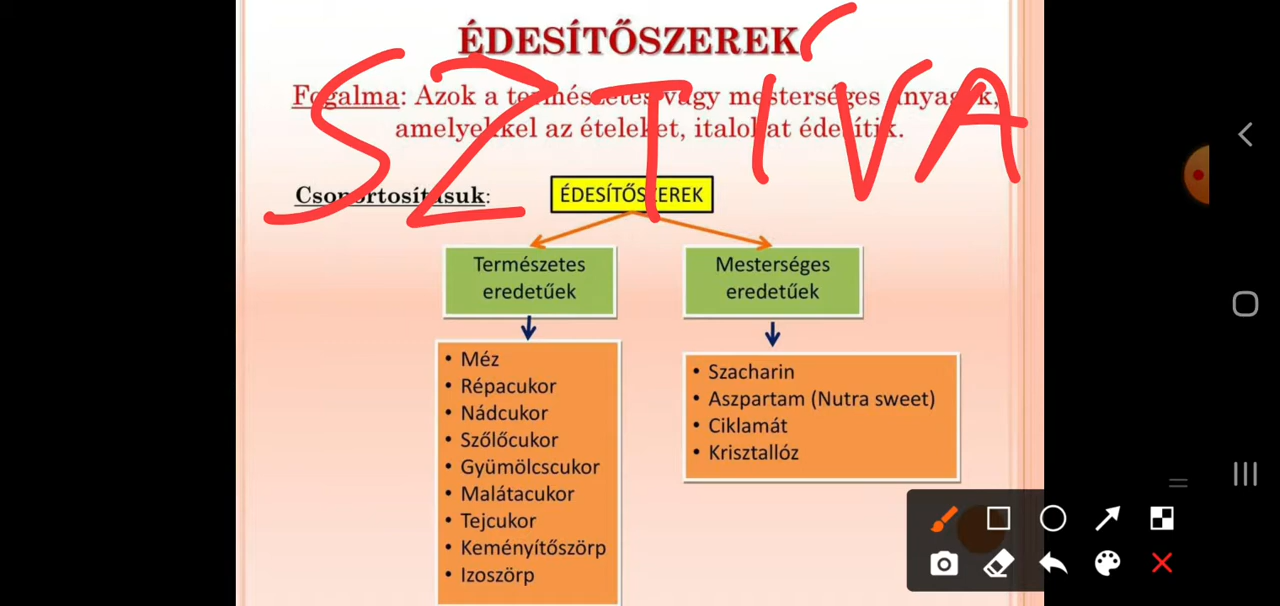 ÉDESÍTŐSZEREK
Fogalma: Azok a természetes vagy mesterséges anyagok,
amelyekkel az ételeket, italokat édesítik.
SZTÍVA
Csoportosításuk:
ÉDESÍTŐSZEREK
Természetes
eredetűek
• Méz
• Répacukor
• Nádcukor
• Szőlőcukor
• Gyümölcscukor
• Malátacukor
• Tejcukor
• Keményítőszörp
• Izoszörp
Mesterséges
eredetűek
• Szacharin
• Aszpartam (Nutra sweet)
• Ciklamát
• Krisztallóz